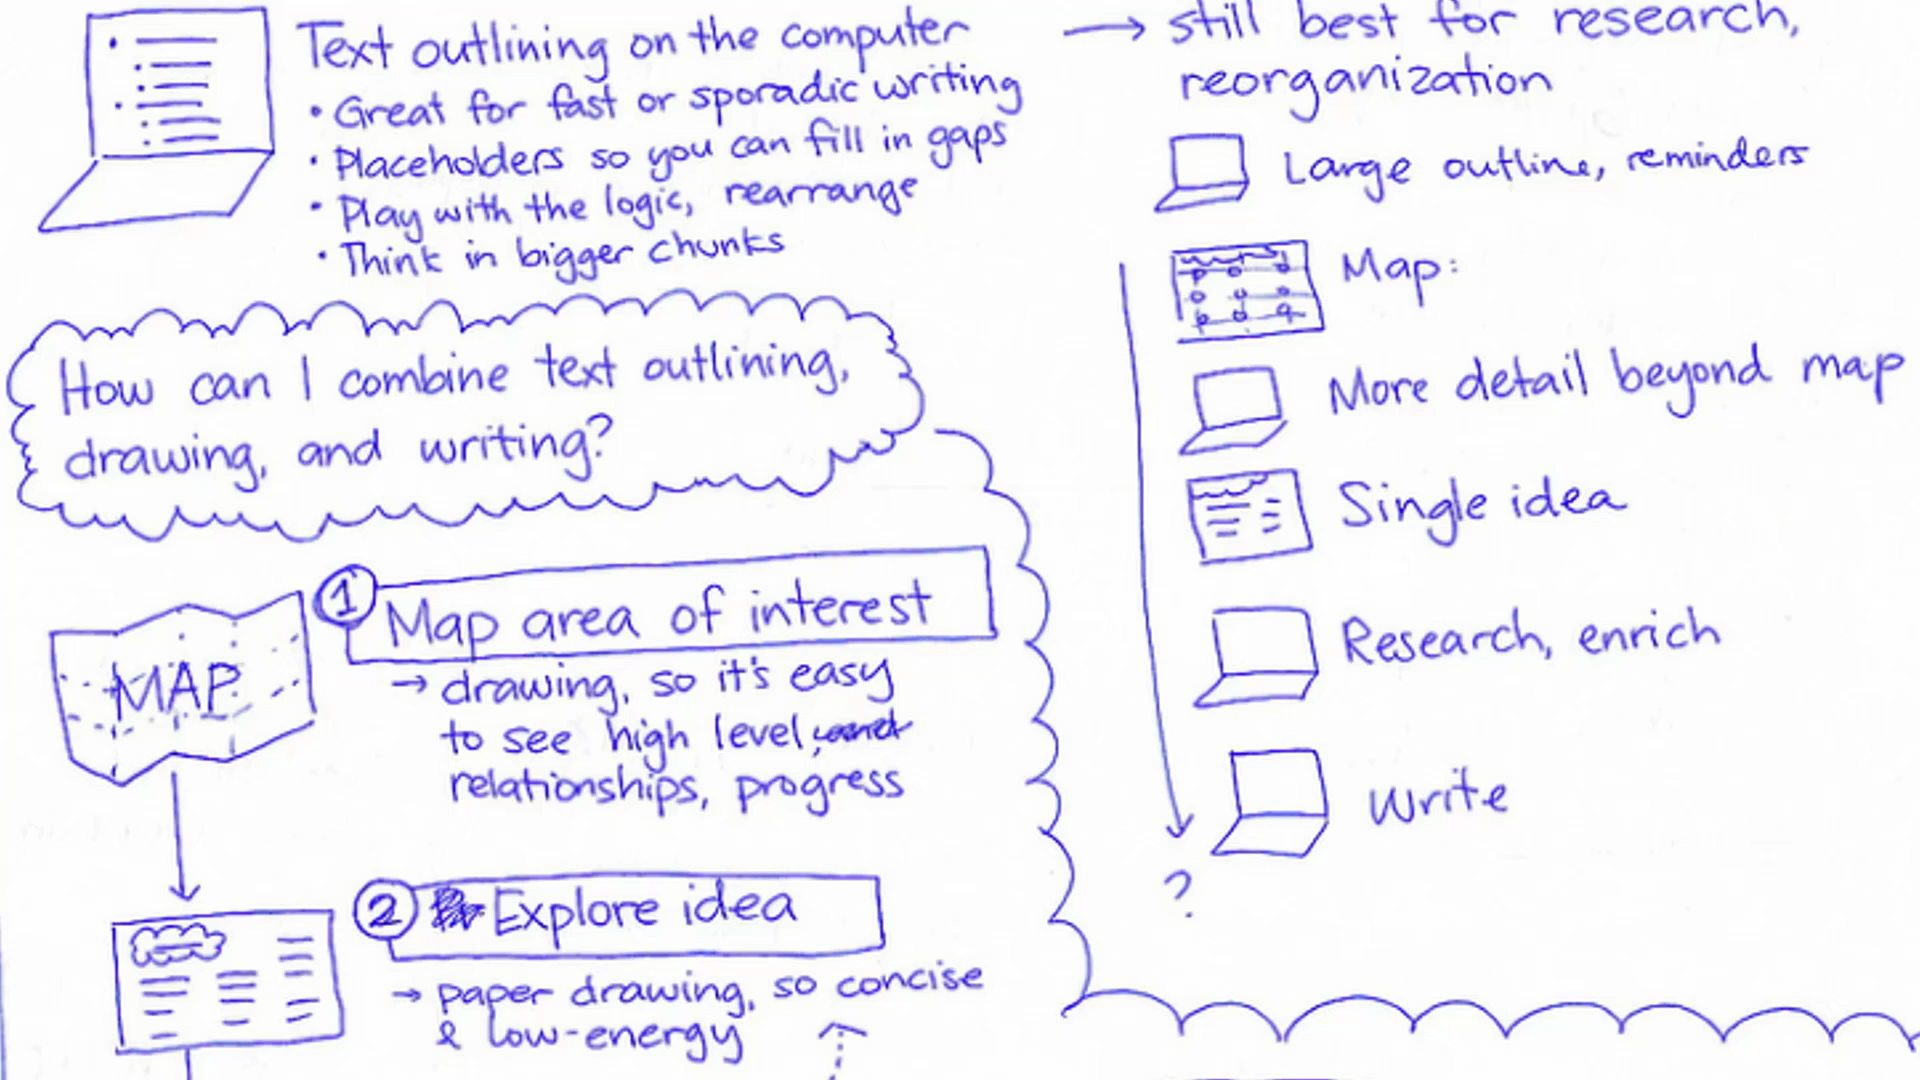 Text outlining on the computer
• Great for fast or sporadic writing
• Placeholders so you can fill in gaps
• Play with the logic, rearrange
• Think in bigger chunks
How can I combine text outlining,
drawing, and writing?
MAP
1 Map area of interest
→ drawing, so it's easy
to see high level, and
relationships, progress
2 Explore idea
→ paper drawing, so concise
& low-energy
→ still best for research,
reorganization
Large outline, reminders
Map:
More detail beyond map
Single idea
Research, enrich
Write
?